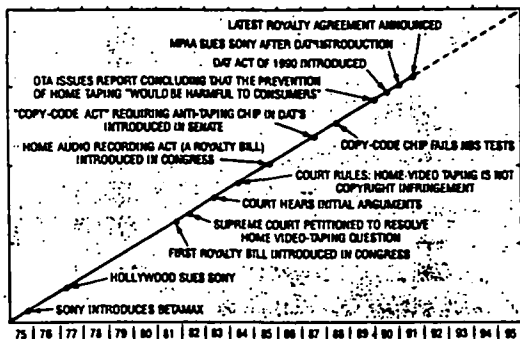 LATEST ROYALTY AGREEMENT ANNOUNCED
MPAA SUES SONY AFTER DAT INTRODUCTION
DAT ACT OF 1990 INTRODUCED
OTA ISSUES REPORT CONCLUDING THAT THE PREVENTION
OF HOME TAPING "WOULD BE HARMFUL TO CONSUMERS"
"COPY-CODE ACT" REQUIRING ANTI-TAPING CHIP IN DAT'S
INTRODUCED IN SENATE
COPY-CODE CHIP FAILS NBS TESTS
HOME AUDIO RECORDING ACT (A ROYALTY BILL)
INTRODUCED IN CONGRESS
COURT RULES: HOME-VIDEO TAPING IS NOT
COPYRIGHT INFRINGEMENT
COURT HEARS INITIAL ARGUMENTS
SUPREME COURT PETITIONED TO RESOLVE
HOME VIDEO-TAPING QUESTION
FIRST ROYALTY BILL INTRODUCED IN CONGRESS
HOLLYWOOD SUES SONY
SONY INTRODUCES BETAMAX
75 | 76 | 77 | 78 | 79 | 80 | 81 | 82 | 83 | 84 | 85 | 86 | 87 | 88 | 89 | 90 | 91 | 92 | 93 | 94 | 95